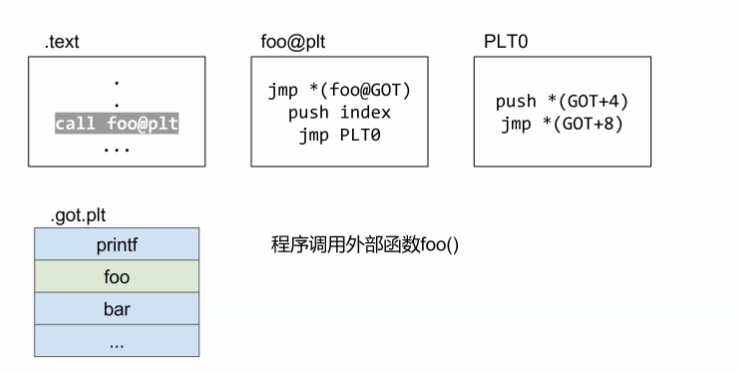 .text
.
.
call foo@plt
...
foo@plt
jmp *(foo@GOT)
push index
jmp PLT0
PLT0
push *(GOT+4)
jmp *(GOT+8)
.got.plt
printf
foo
bar
...
程序调用外部函数foo()